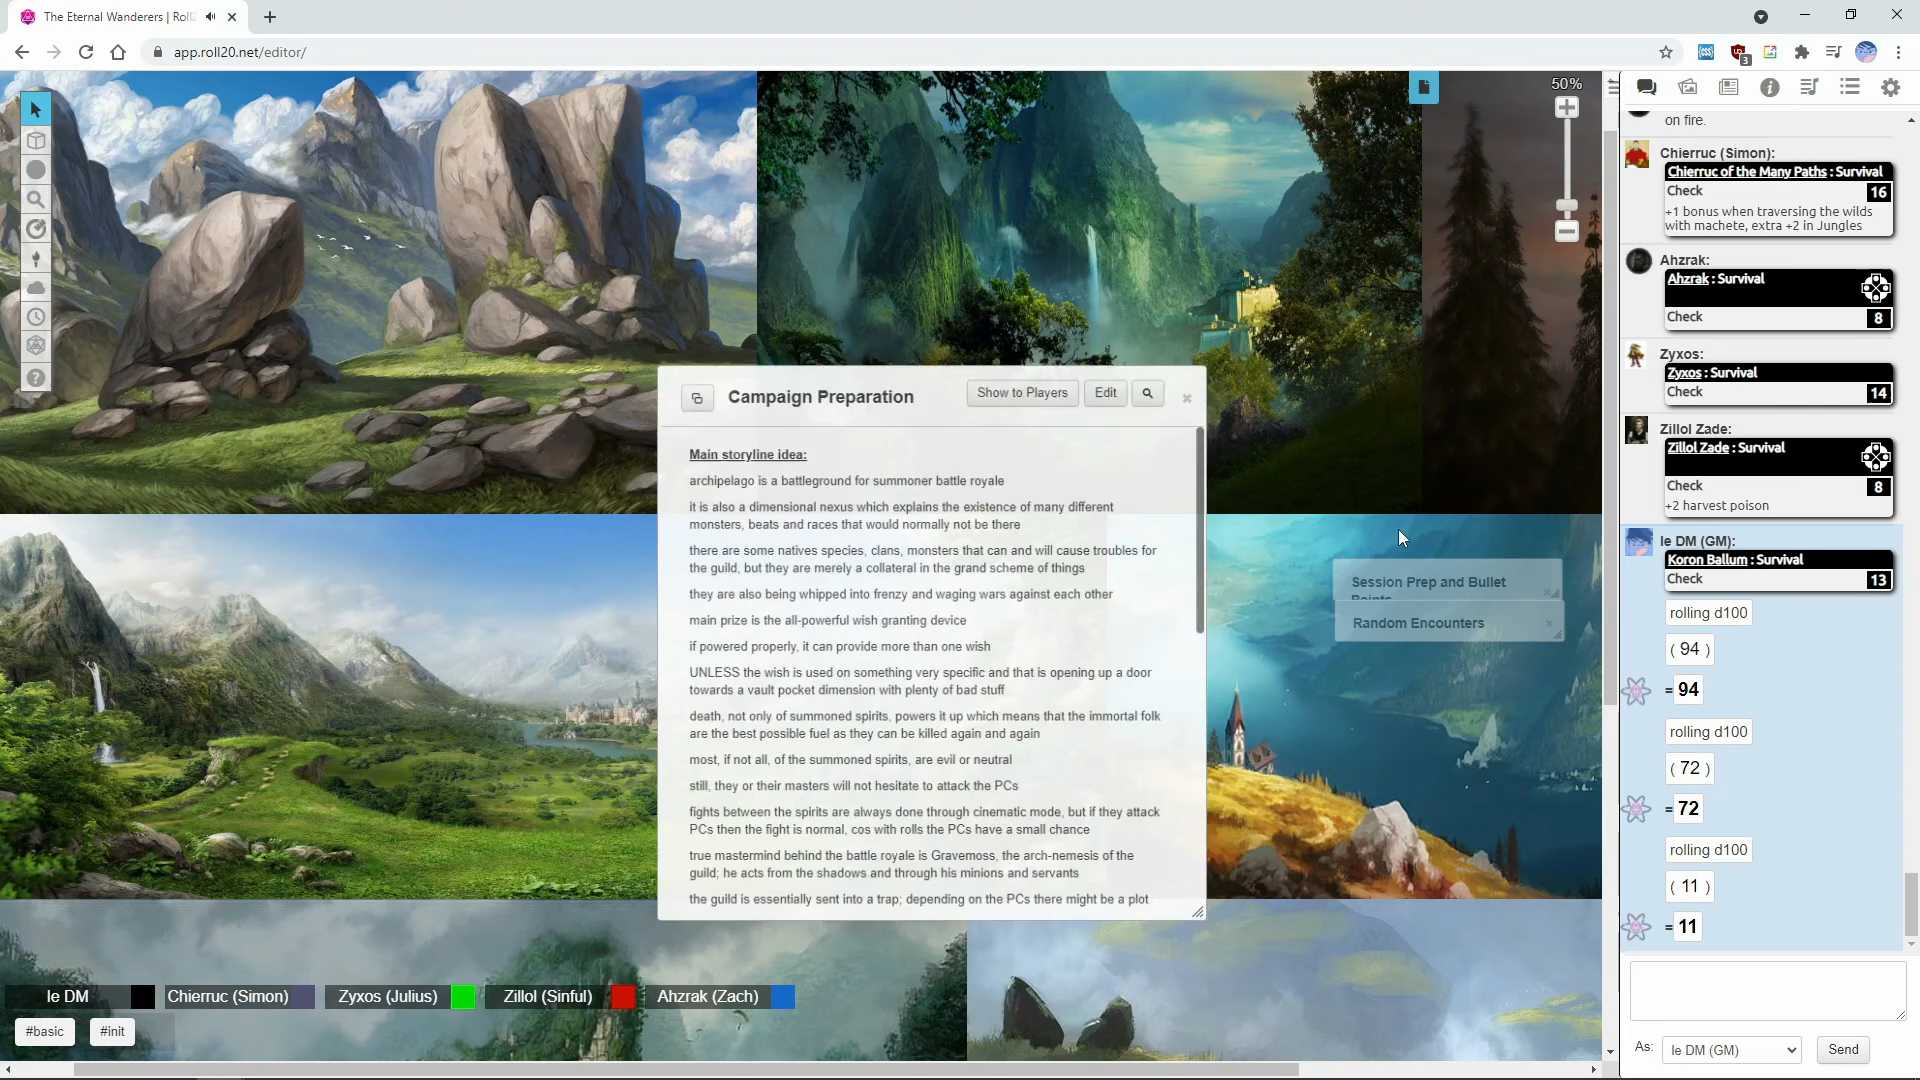 The Eternal Wanderers | Roll2
app.roll20.net/editor/
3
50%
on fire.
Chierruc (Simon):
Chierruc of the Many Paths : Survival
Check
16
+1 bonus when traversing the wilds
with machete, extra +2 in Jungles
Ahzrak:
Ahzrak : Survival
Check
8
Zyxos:
Zyxos : Survival
Check
14
Zillol Zade:
Zillol Zade : Survival
Check
8
+2 harvest poison
le DM (GM):
Koron Ballum : Survival
Check
13
rolling d100
( 94 )
=94
rolling d100
( 72 )
=72
rolling d100
( 11 )
=11
As:
le DM (GM)
Send
Campaign Preparation
Show to Players
Edit
Main storyline idea:
archipelago is a battleground for summoner battle royale
it is also a dimensional nexus which explains the existence of many different
monsters, beats and races that would normally not be there
there are some natives species, clans, monsters that can and will cause troubles for
the guild, but they are merely a collateral in the grand scheme of things
they are also being whipped into frenzy and waging wars against each other
main prize is the all-powerful wish granting device
if powered properly, it can provide more than one wish
UNLESS the wish is used on something very specific and that is opening up a door
towards a vault pocket dimension with plenty of bad stuff
death, not only of summoned spirits, powers it up which means that the immortal folk
are the best possible fuel as they can be killed again and again
most, if not all, of the summoned spirits, are evil or neutral
still, they or their masters will not hesitate to attack the PCs
fights between the spirits are always done through cinematic mode, but if they attack
PCs then the fight is normal, cos with rolls the PCs have a small chance
true mastermind behind the battle royale is Gravemoss, the arch-nemesis of the
guild; he acts from the shadows and through his minions and servants
the guild is essentially sent into a trap; depending on the PCs there might be a plot
Session Prep and Bullet
Points
Random Encounters
le DM
Chierruc (Simon)
Zyxos (Julius)
Zillol (Sinful)
Ahzrak (Zach)
#basic
#init